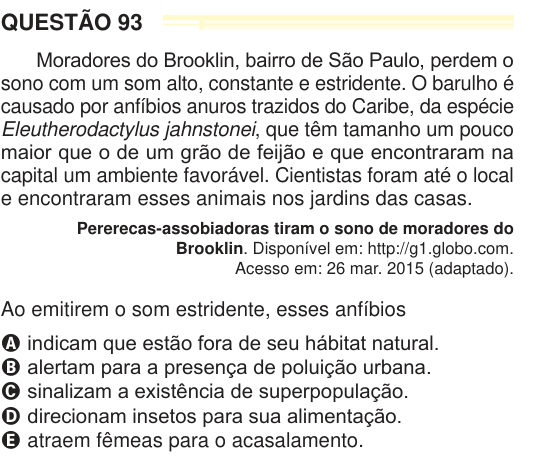 QUESTÃO 93
Moradores do Brooklin, bairro de São Paulo, perdem o
sono com um som alto, constante e estridente. O barulho é
causado por anfíbios anuros trazidos do Caribe, da espécie
Eleutherodactylus jahnstonei, que têm tamanho um pouco
maior que o de um grão de feijão e que encontraram na
capital um ambiente favorável. Cientistas foram até o local
e encontraram esses animais nos jardins das casas.
Pererecas-assobiadoras tiram o sono de moradores do
Brooklin. Disponível em: http://g1.globo.com.
Acesso em: 26 mar. 2015 (adaptado).
Ao emitirem o som estridente, esses anfíbios
A indicam que estão fora de seu hábitat natural.
B alertam para a presença de poluição urbana.
C sinalizam a existência de superpopulação.
D direcionam insetos para sua alimentação.
E atraem fêmeas para o acasalamento.